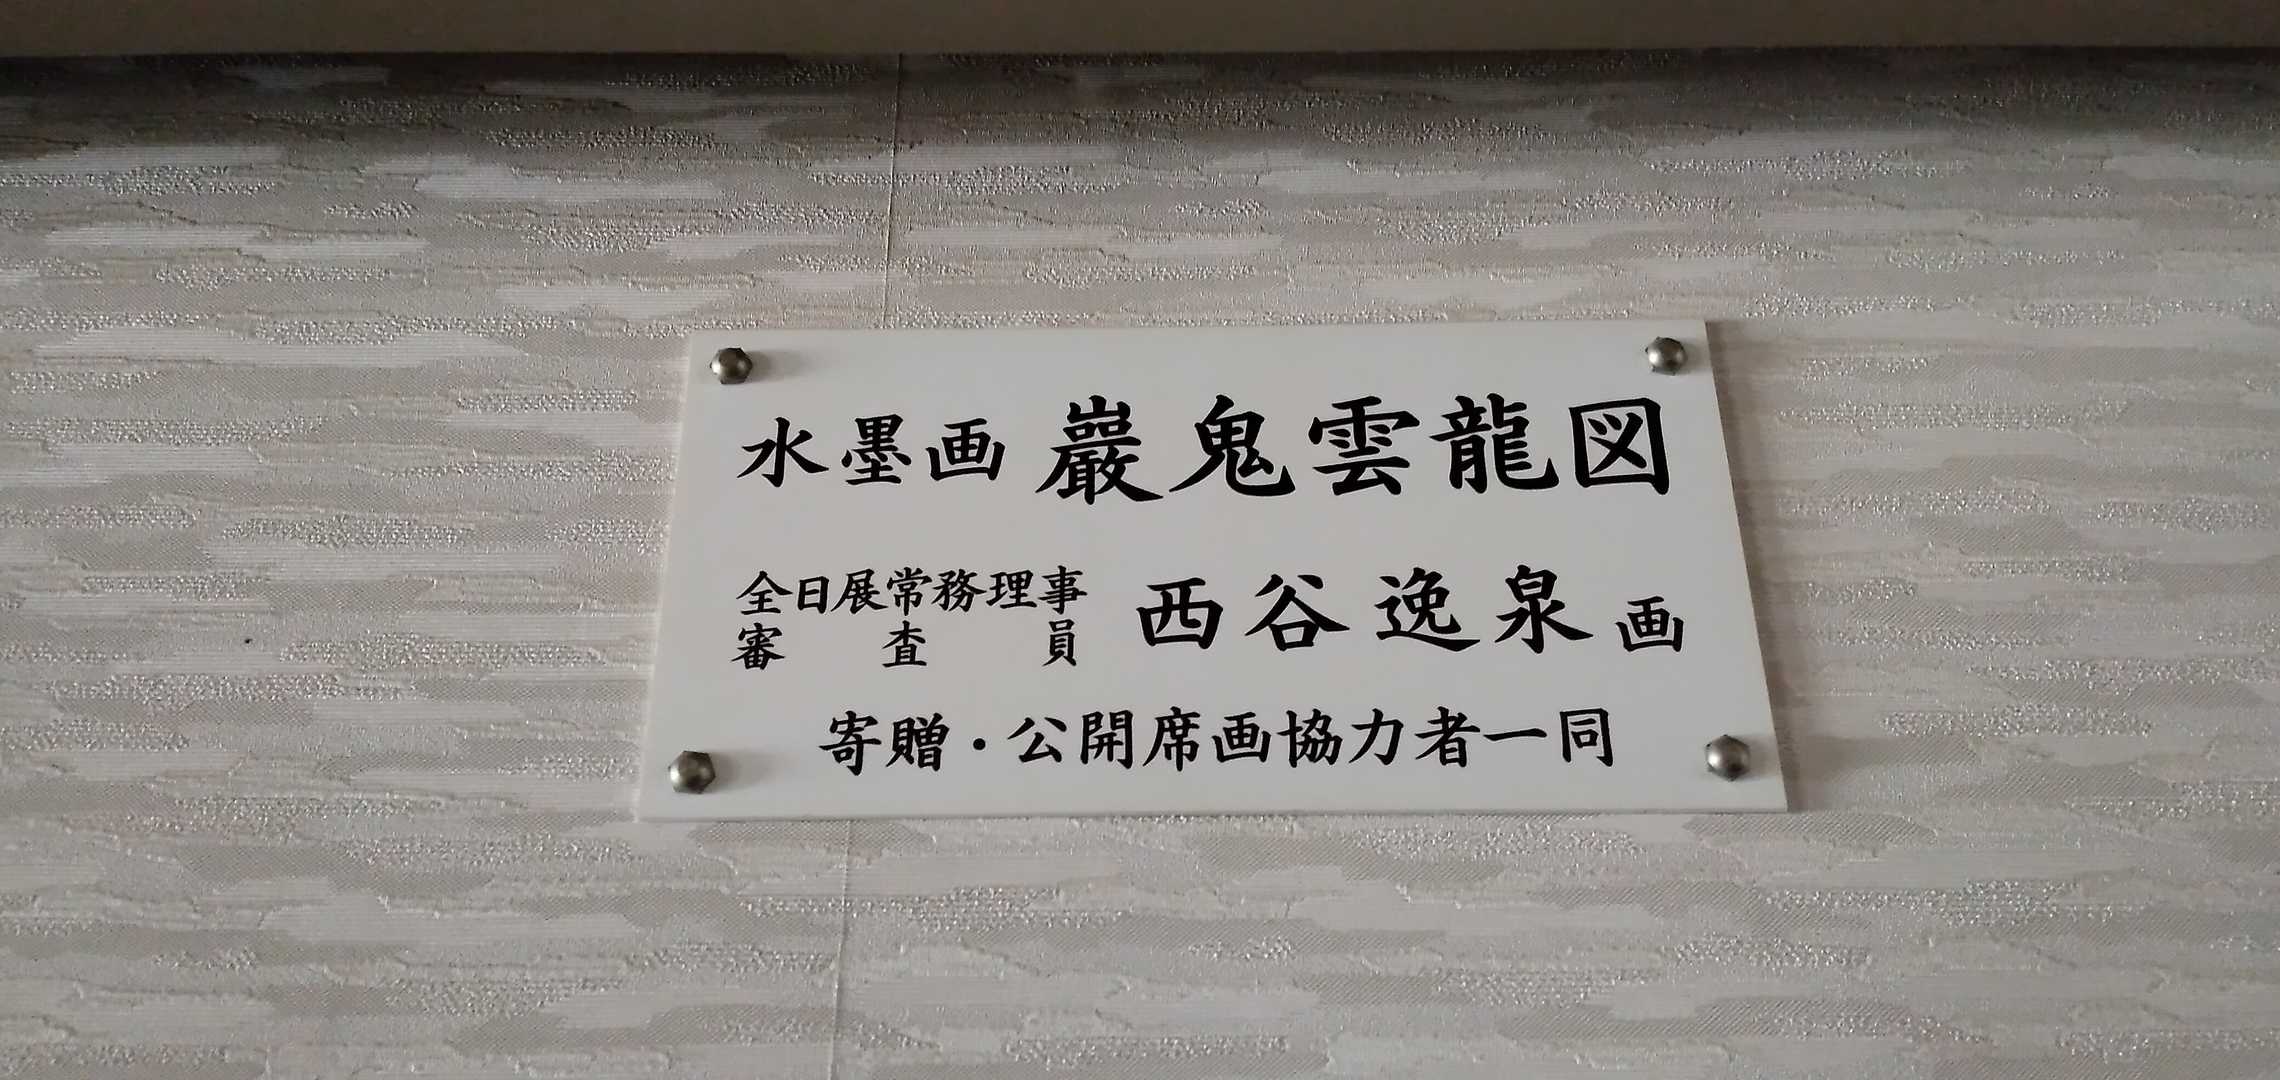 水墨画 巖鬼雲龍図
全日展常務理事
審査員 西谷逸泉画
寄贈・公開席画協力者一同